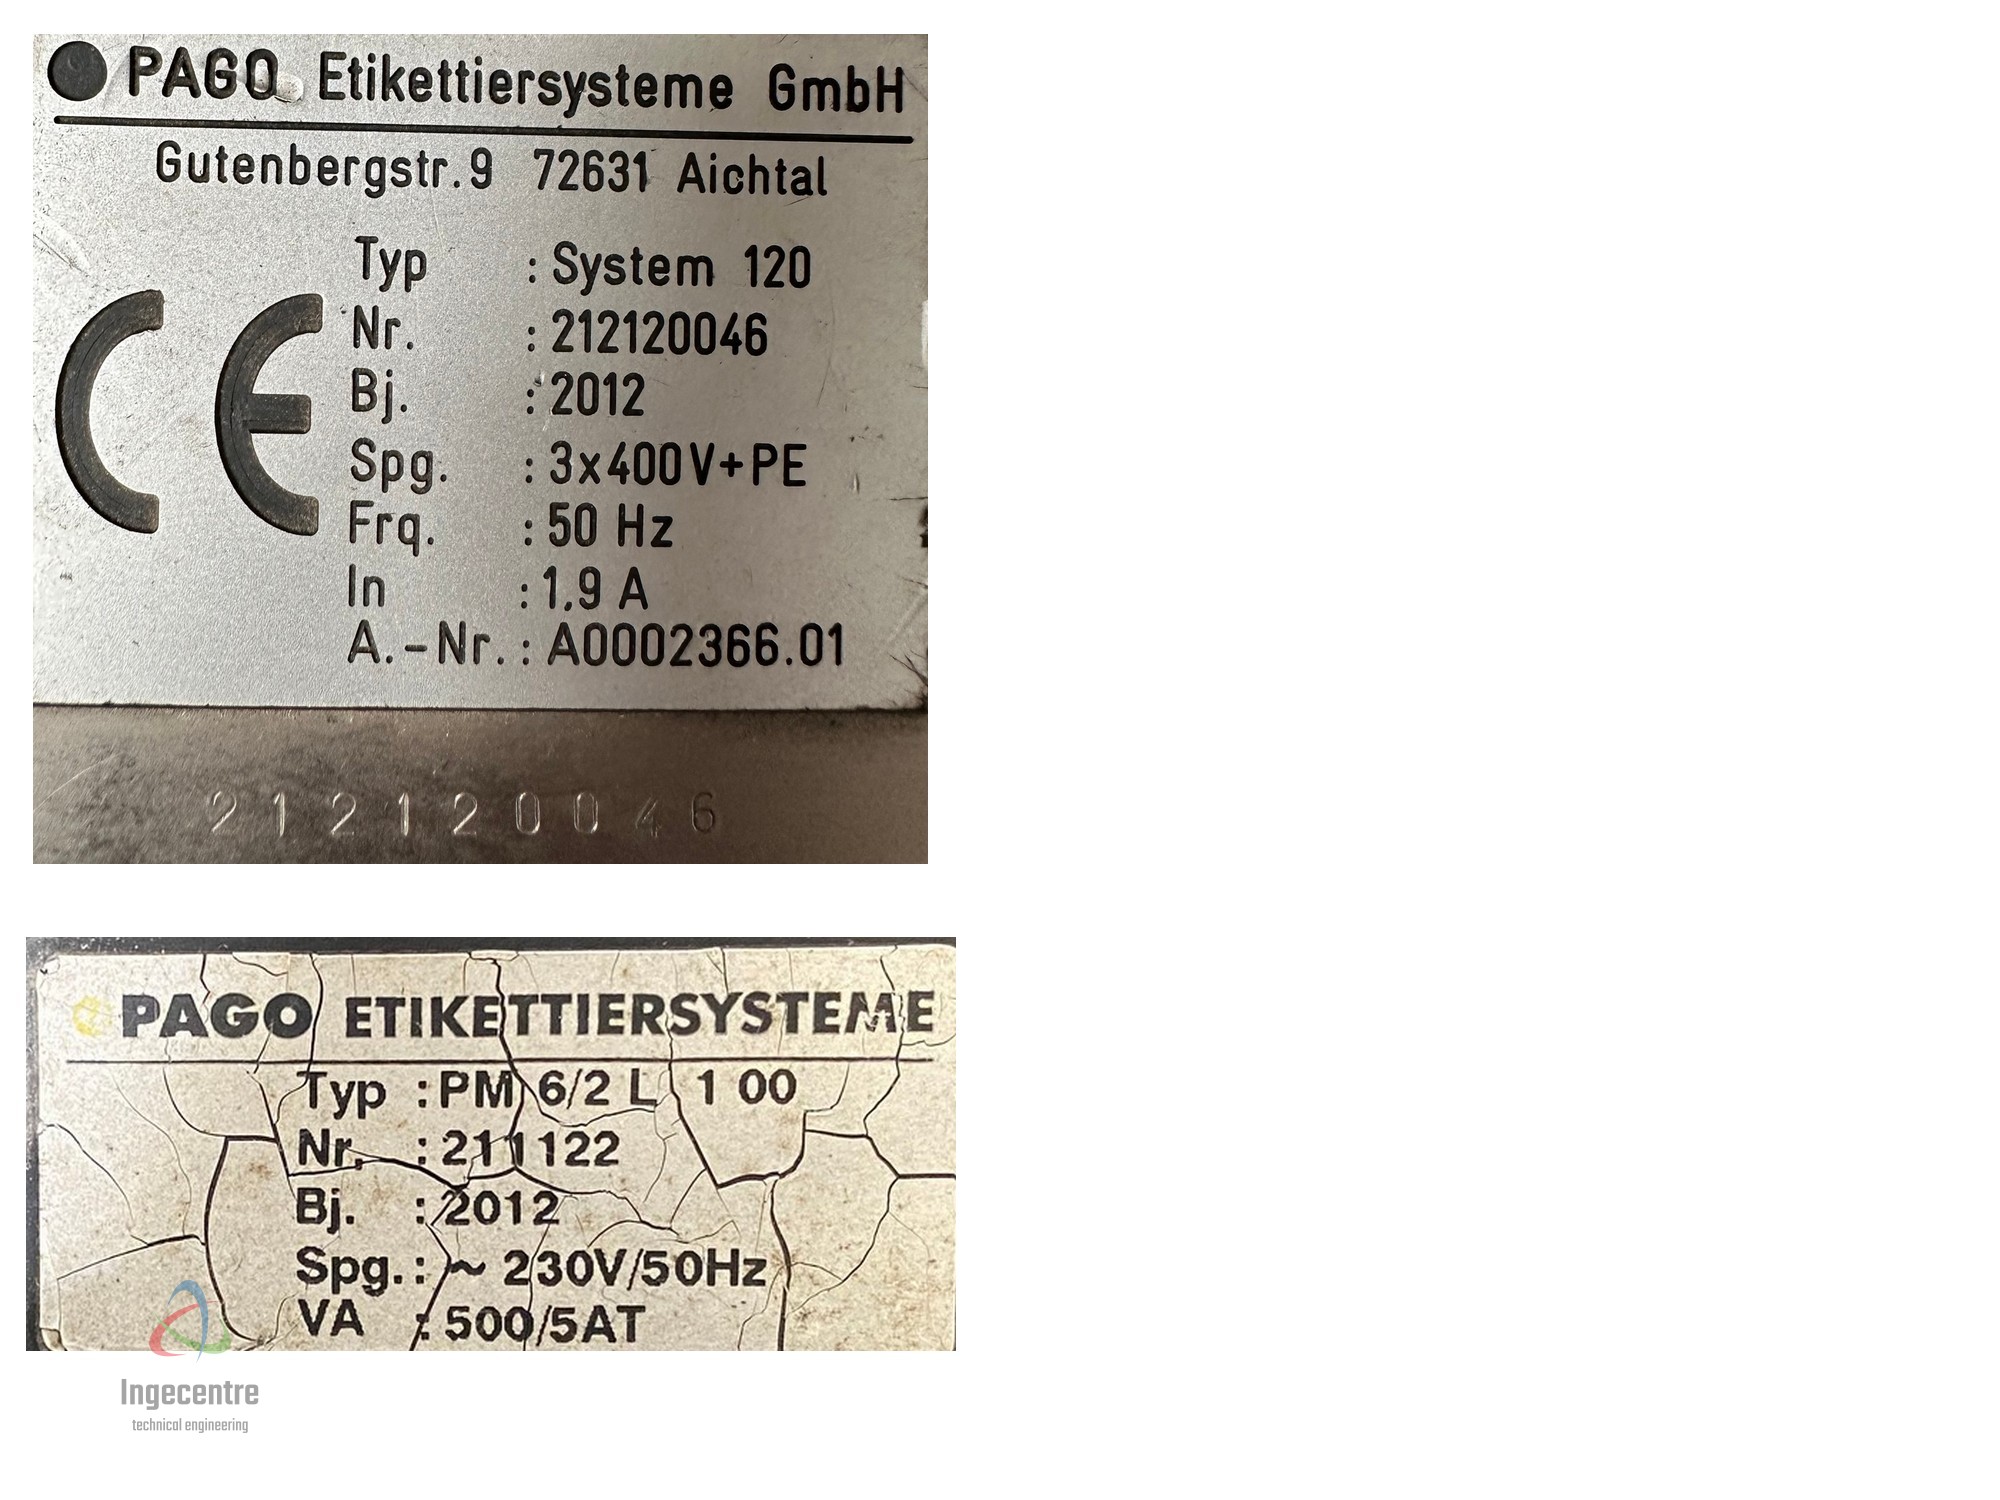 PAGO Etikettiersysteme GmbH
Gutenbergstr.9 72631 Aichtal
Typ : System 120
Nr. : 212120046
Bj. : 2012
Spg. : 3x400V+PE
Frq. : 50 Hz
In : 1,9 A
A.-Nr. : A0002366.01
CE
212120046
PAGO ETIKETTIERSYSTEME
Typ : PM 6/2 L 1 00
Nr. : 211122
Bj. : 2012
Spg. : ~ 230V/50Hz
VA : 500/5AT
Ingecentre
technical engineering